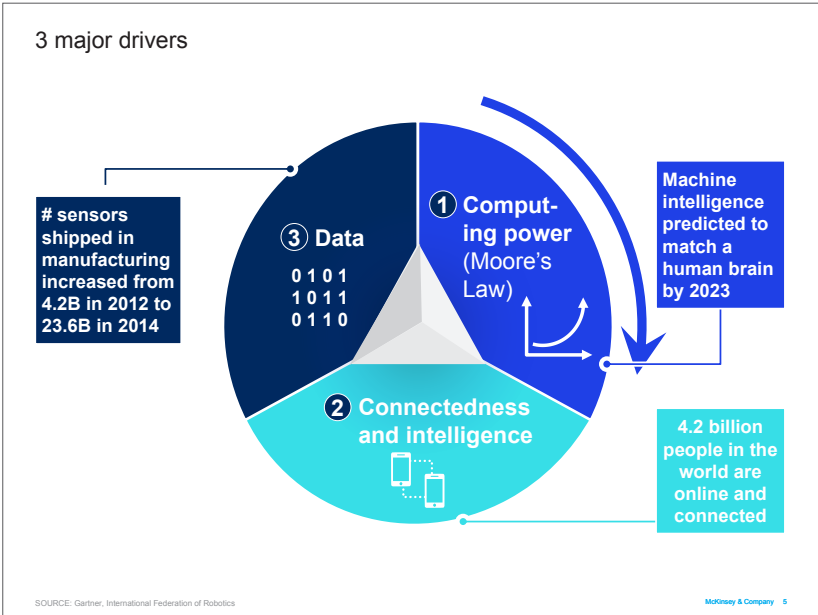 3 major drivers
# sensors
shipped in
manufacturing
increased from
4.2B in 2012 to
23.6B in 2014
3 Data
0 1 0 1
1 0 1 1
0 1 1 0
1 Comput-
ing power
(Moore's
Law)
Machine
intelligence
predicted to
match a
human brain
by 2023
2 Connectedness
and intelligence
4.2 billion
people in the
world are
online and
connected
SOURCE: Gartner, International Federation of Robotics
McKinsey & Company 5